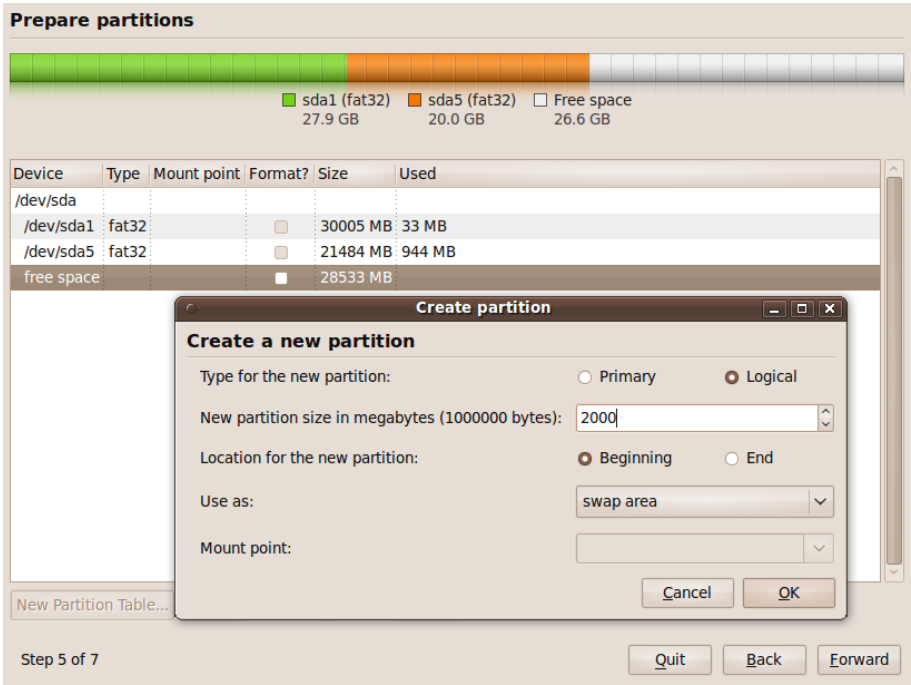 Prepare partitions
sda1 (fat32) sda5 (fat32) Free space
27.9 GB 20.0 GB 26.6 GB
Device Type Mount point Format? Size Used
/dev/sda
/dev/sda1 fat32 30005 MB 33 MB
/dev/sda5 fat32 21484 MB 944 MB
free space 28533 MB
Create partition
Create a new partition
Type for the new partition: Primary Logical
New partition size in megabytes (1000000 bytes): 2000
Location for the new partition: Beginning End
Use as: swap area
Mount point:
Cancel OK
New Partition Table...
Step 5 of 7 Quit Back Forward